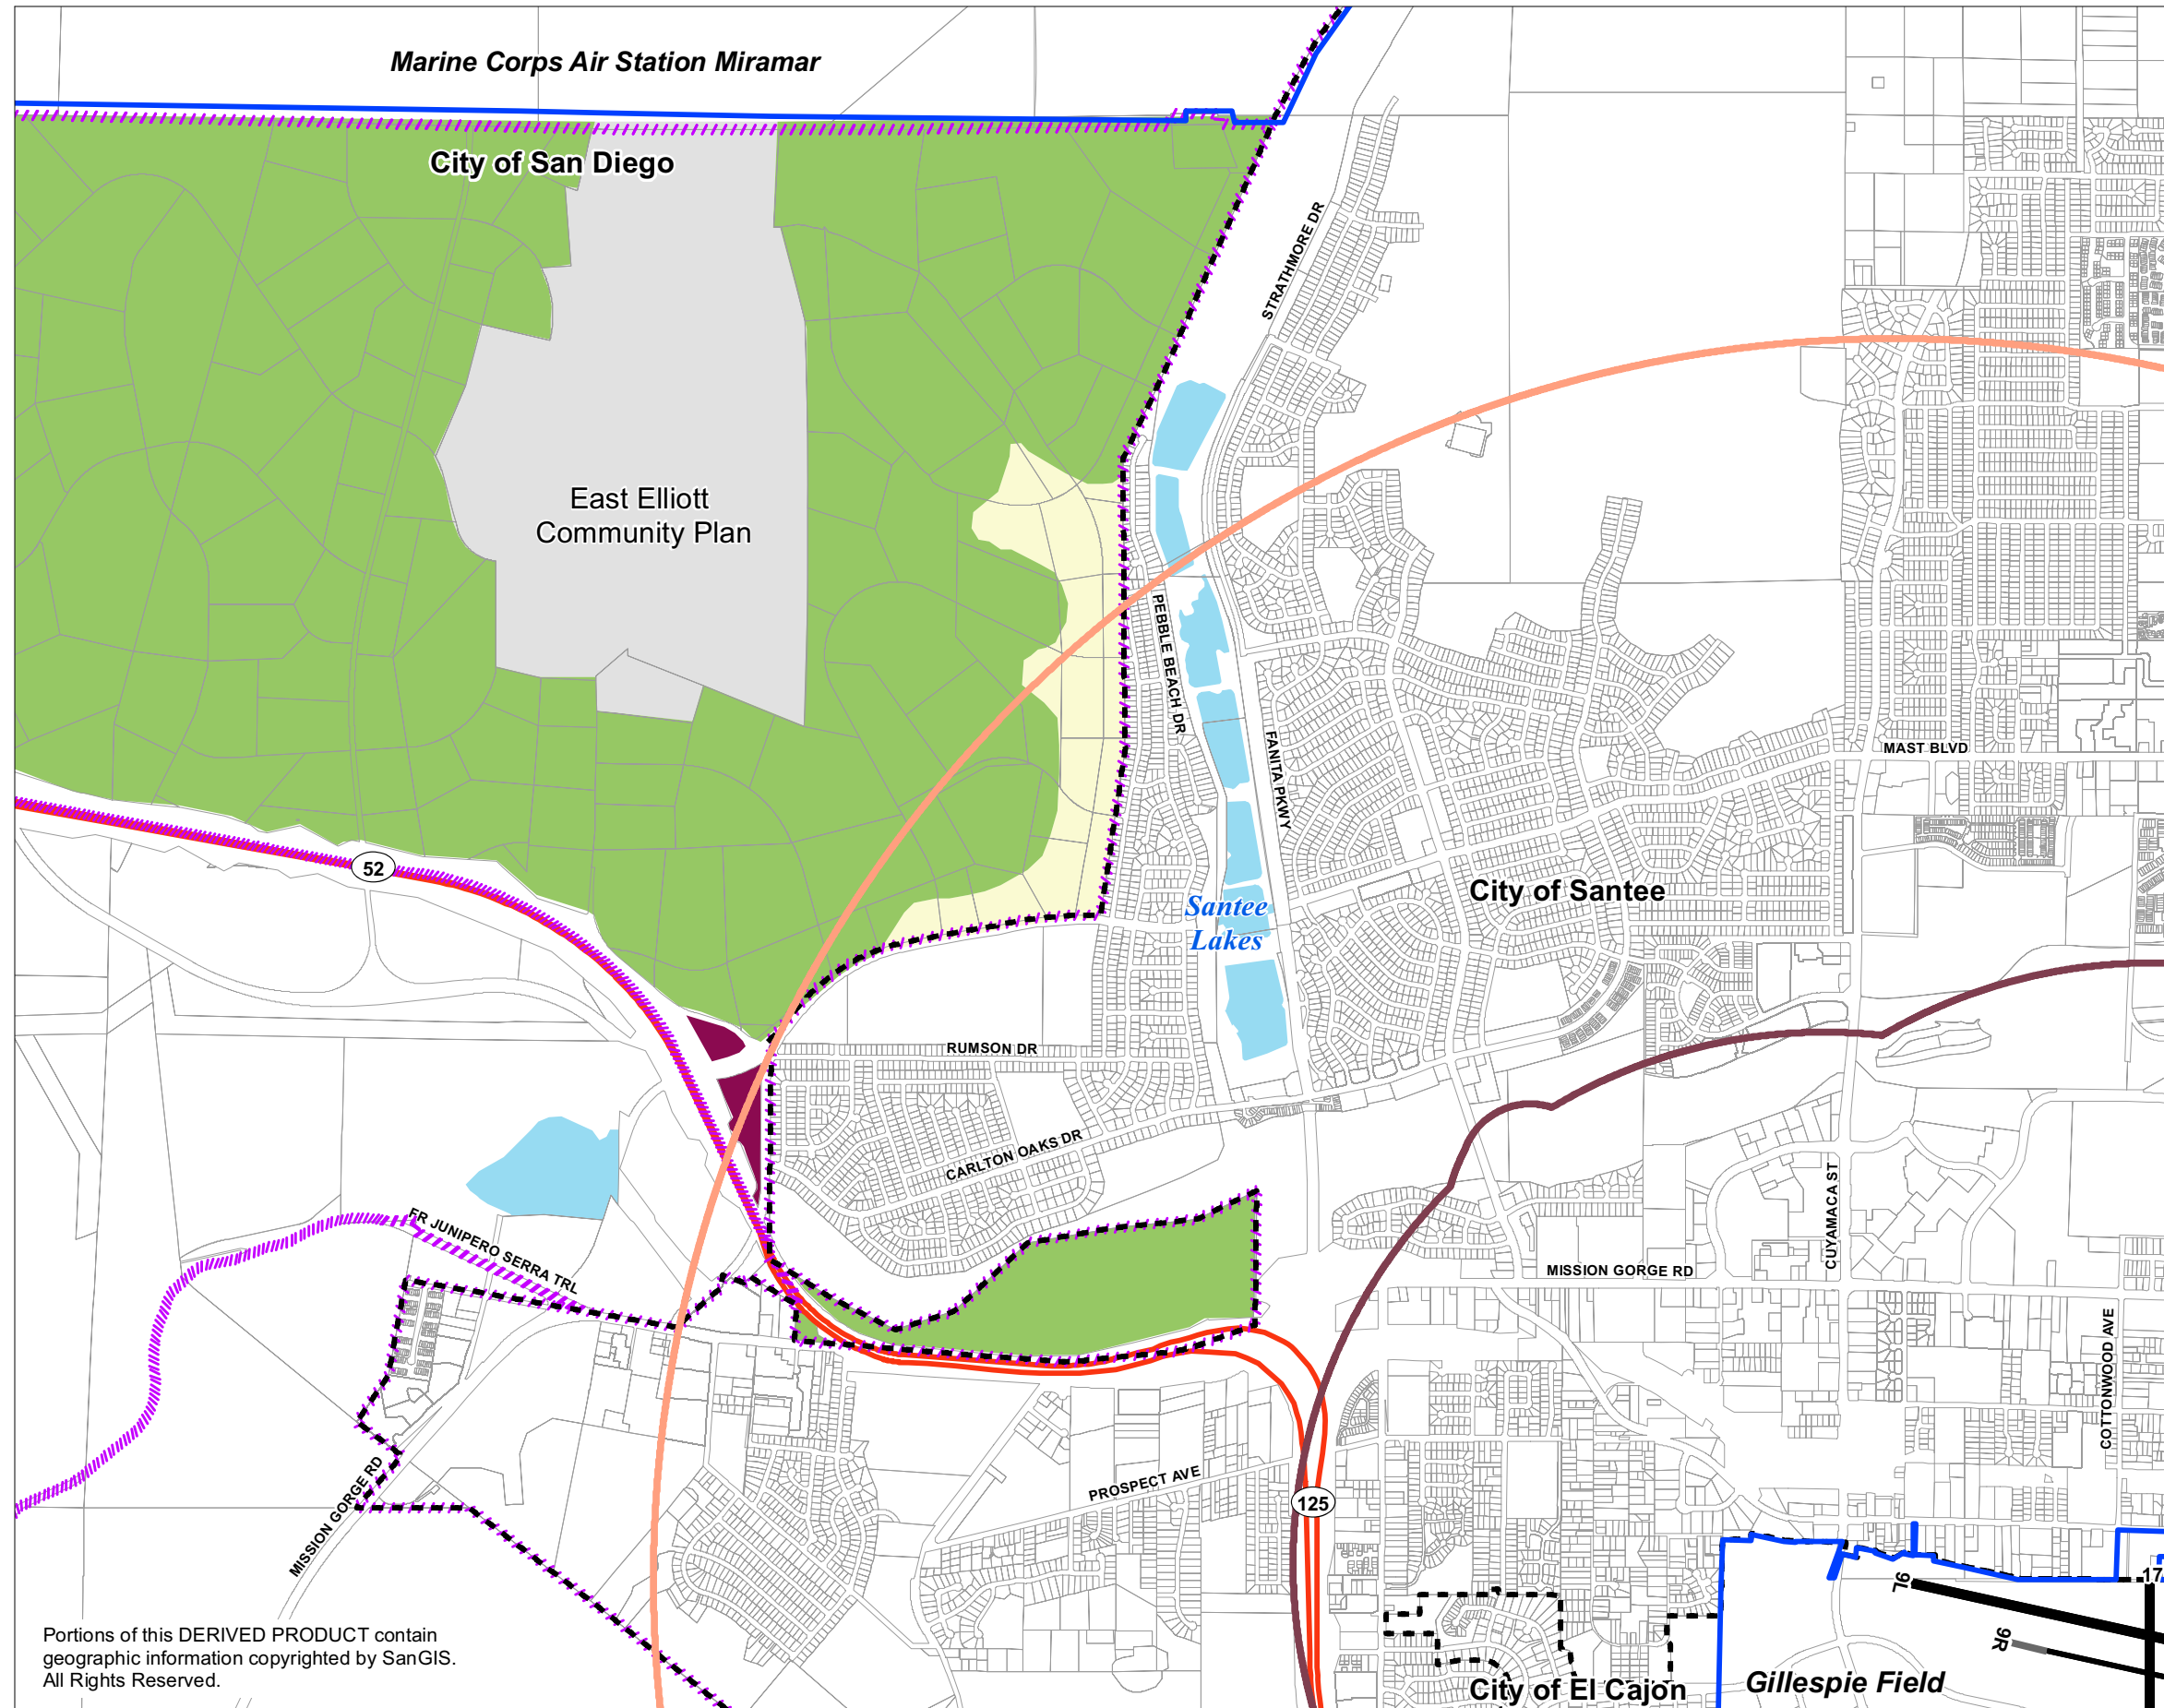 Marine Corps Air Station Miramar
City of San Diego
STRATHMORE DR
East Elliott
Community Plan
PEBBLE BEACH DR
FANITA PKWY
MAST BLVD
52
City of Santee
Santee
Lakes
RUMSON DR
CARLTON OAKS DR
CUYAMACA ST
FR JUNIPERO SERRA TRL
MISSION GORGE RD
COTTONWOOD AVE
PROSPECT AVE
125
MISSION GORGE RD
9L
17
9R
Portions of this DERIVED PRODUCT contain
geographic information copyrighted by SanGIS.
All Rights Reserved.
City of El Cajon
Gillespie Field